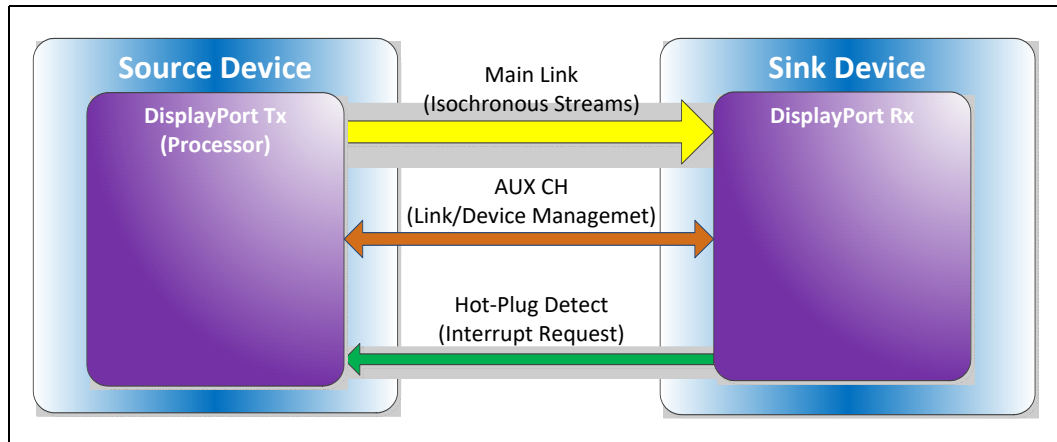 Source Device
DisplayPort Tx
(Processor)
Main Link
(Isochronous Streams)
AUX CH
(Link/Device Managemet)
Hot-Plug Detect
(Interrupt Request)
Sink Device
DisplayPort Rx